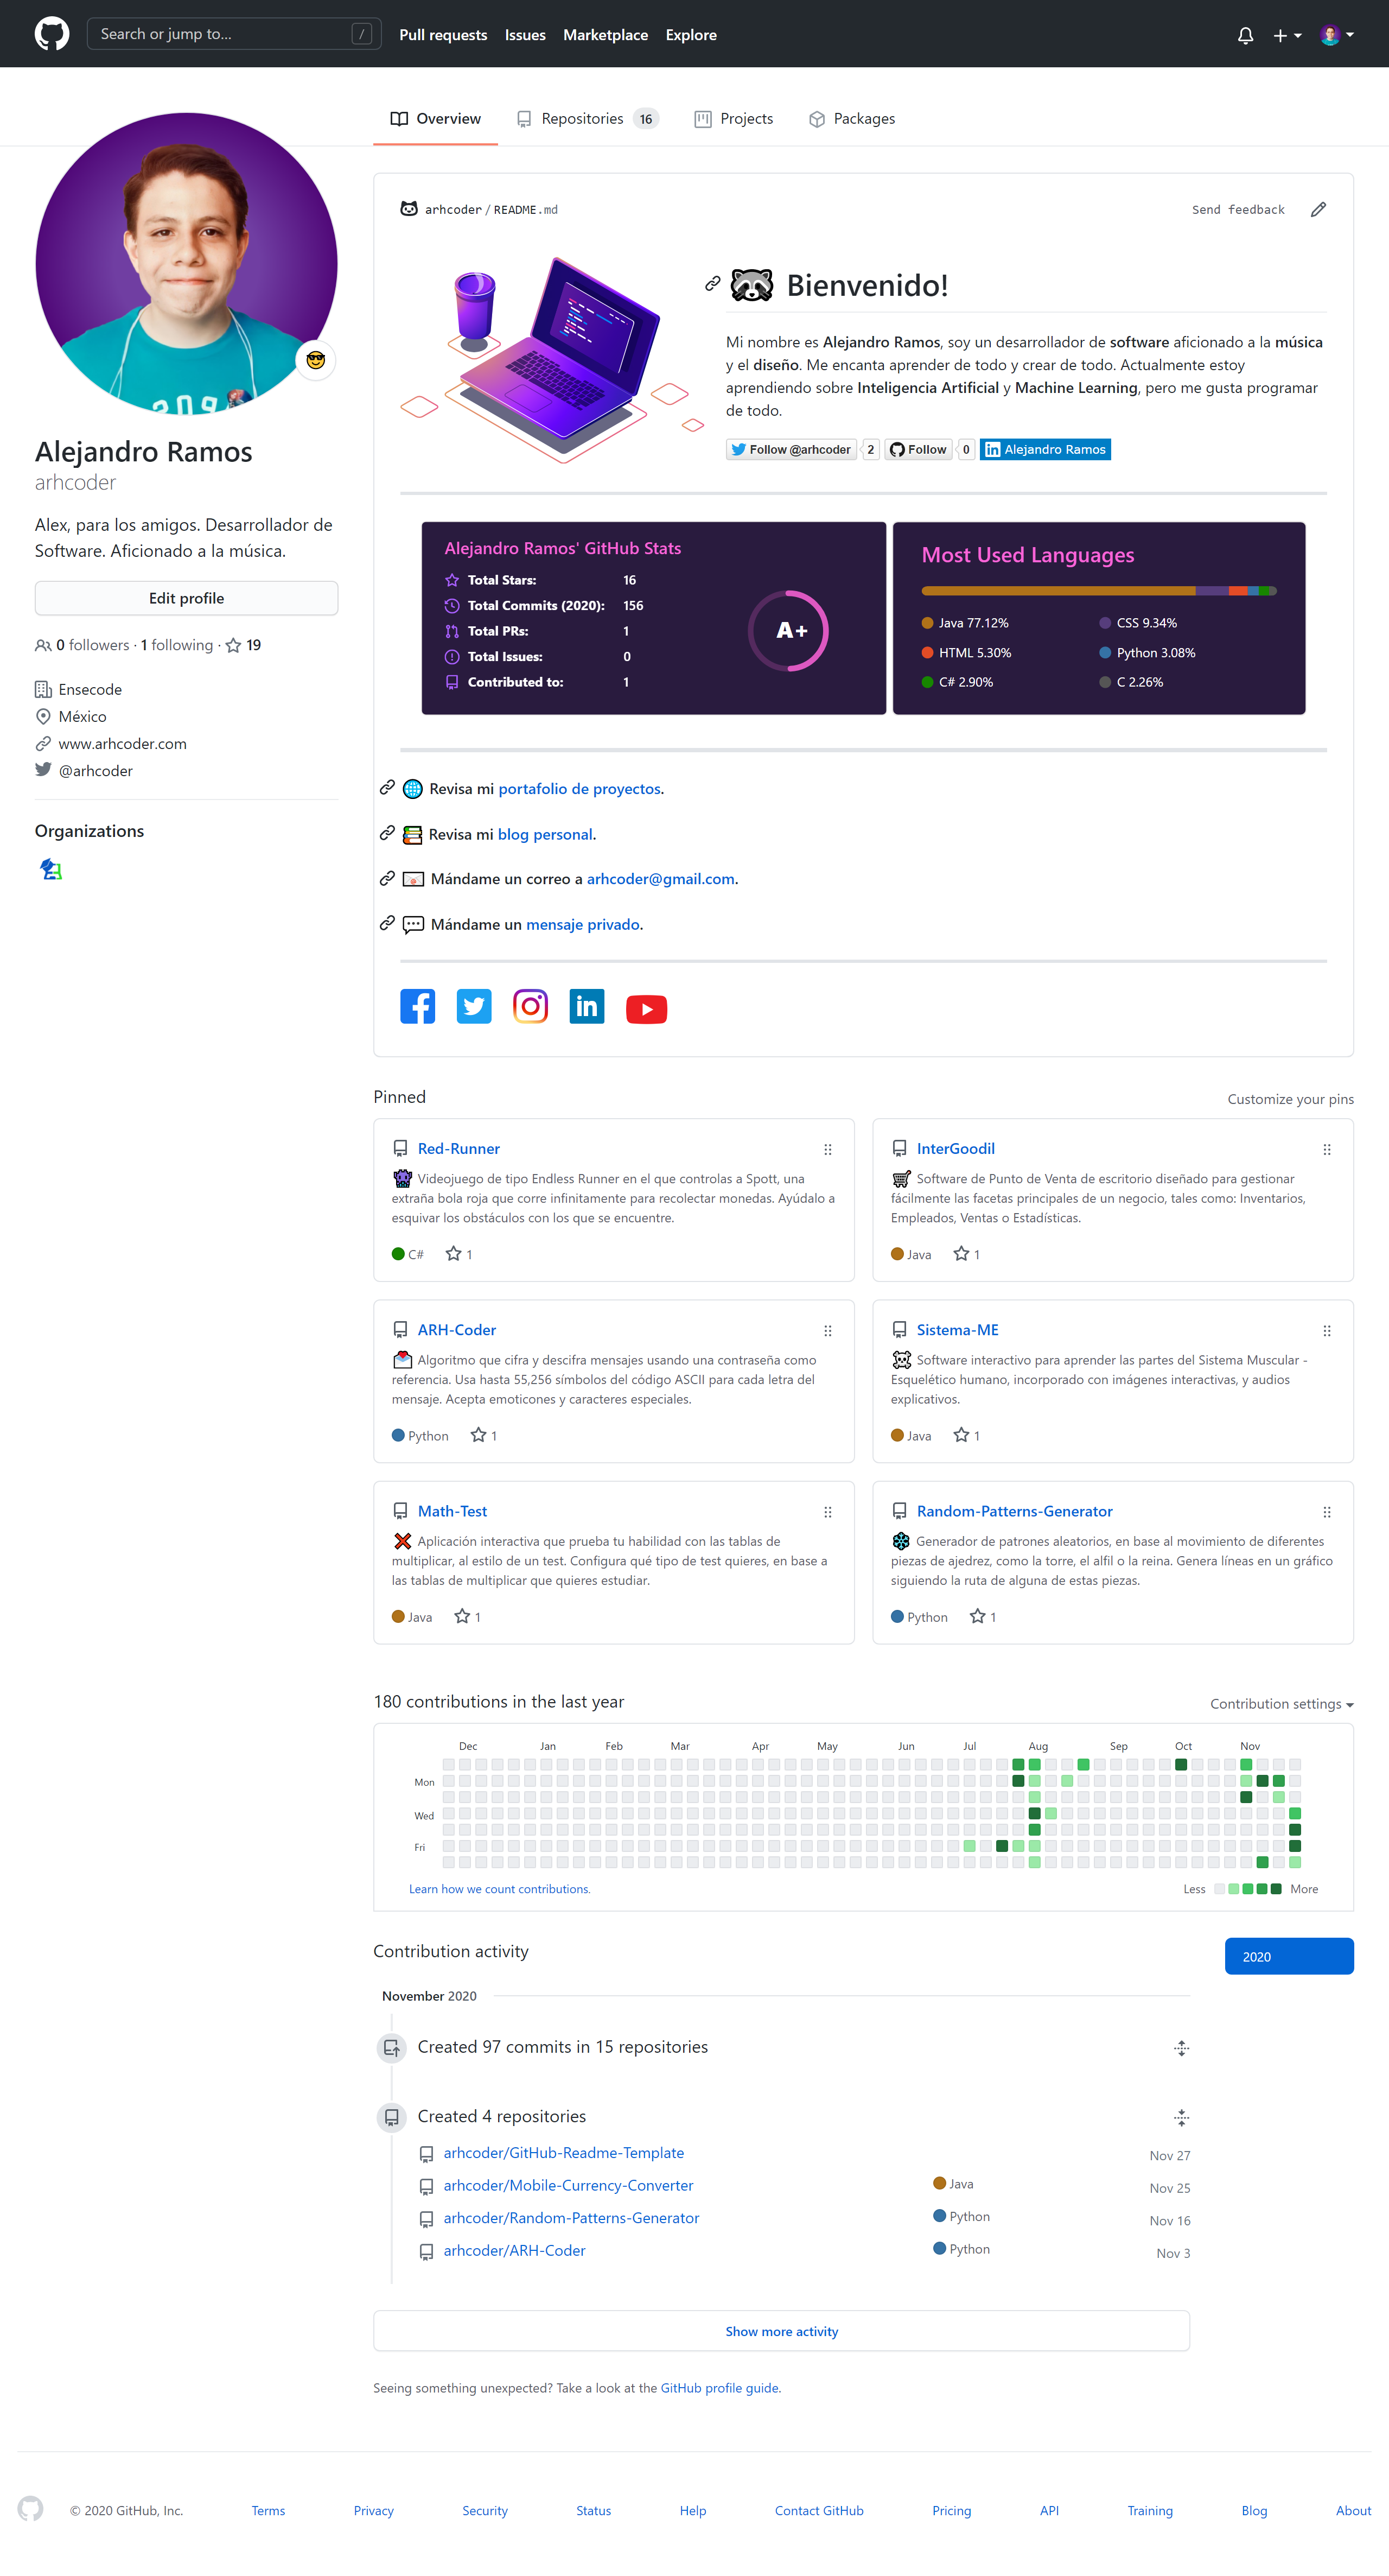 Search or jump to... /
Pull requests Issues Marketplace Explore
Overview Repositories 16 Projects Packages
Alejandro Ramos
arhcoder
Alex, para los amigos. Desarrollador de
Software. Aficionado a la música.
Edit profile
0 followers · 1 following · 19
Ensecode
México
www.arhcoder.com
@arhcoder
Organizations
arhcoder/README.md
Send feedback
Bienvenido!
Mi nombre es Alejandro Ramos, soy un desarrollador de software aficionado a la música
y el diseño. Me encanta aprender de todo y crear de todo. Actualmente estoy
aprendiendo sobre Inteligencia Artificial y Machine Learning, pero me gusta programar
de todo.
Follow @arhcoder 2 Follow 0 in Alejandro Ramos
Alejandro Ramos' GitHub Stats
Total Stars: 16
Total Commits (2020): 156
Total PRs: 1
Total Issues: 0
Contributed to: 1
A+
Most Used Languages
Java 77.12% CSS 9.34%
HTML 5.30% Python 3.08%
C# 2.90% C 2.26%
Revisa mi portafolio de proyectos.
Revisa mi blog personal.
Mándame un correo a arhcoder@gmail.com.
Mándame un mensaje privado.
in
Pinned
Customize your pins
Red-Runner
Videojuego de tipo Endless Runner en el que controlas a Spott, una
extraña bola roja que corre infinitamente para recolectar monedas. Ayúdalo a
esquivar los obstáculos con los que se encuentre.
C# 1
InterGoodil
Software de Punto de Venta de escritorio diseñado para gestionar
fácilmente las facetas principales de un negocio, tales como: Inventarios,
Empleados, Ventas o Estadísticas.
Java 1
ARH-Coder
Algoritmo que cifra y descifra mensajes usando una contraseña como
referencia. Usa hasta 55,256 símbolos del código ASCII para cada letra del
mensaje. Acepta emoticones y caracteres especiales.
Python 1
Sistema-ME
Software interactivo para aprender las partes del Sistema Muscular -
Esquelético humano, incorporado con imágenes interactivas, y audios
explicativos.
Java 1
Math-Test
Aplicación interactiva que prueba tu habilidad con las tablas de
multiplicar, al estilo de un test. Configura qué tipo de test quieres, en base a
las tablas de multiplicar que quieres estudiar.
Java 1
Random-Patterns-Generator
Generador de patrones aleatorios, en base al movimiento de diferentes
piezas de ajedrez, como la torre, el alfil o la reina. Genera líneas en un gráfico
siguiendo la ruta de alguna de estas piezas.
Python 1
180 contributions in the last year
Contribution settings
Dec Jan Feb Mar Apr May Jun Jul Aug Sep Oct Nov
Mon
Wed
Fri
Learn how we count contributions.
Less More
Contribution activity
2020
November 2020
Created 97 commits in 15 repositories
Created 4 repositories
arhcoder/GitHub-Readme-Template Nov 27
arhcoder/Mobile-Currency-Converter Java Nov 25
arhcoder/Random-Patterns-Generator Python Nov 16
arhcoder/ARH-Coder Python Nov 3
Show more activity
Seeing something unexpected? Take a look at the GitHub profile guide.
© 2020 GitHub, Inc. Terms Privacy Security Status Help Contact GitHub Pricing API Training Blog About